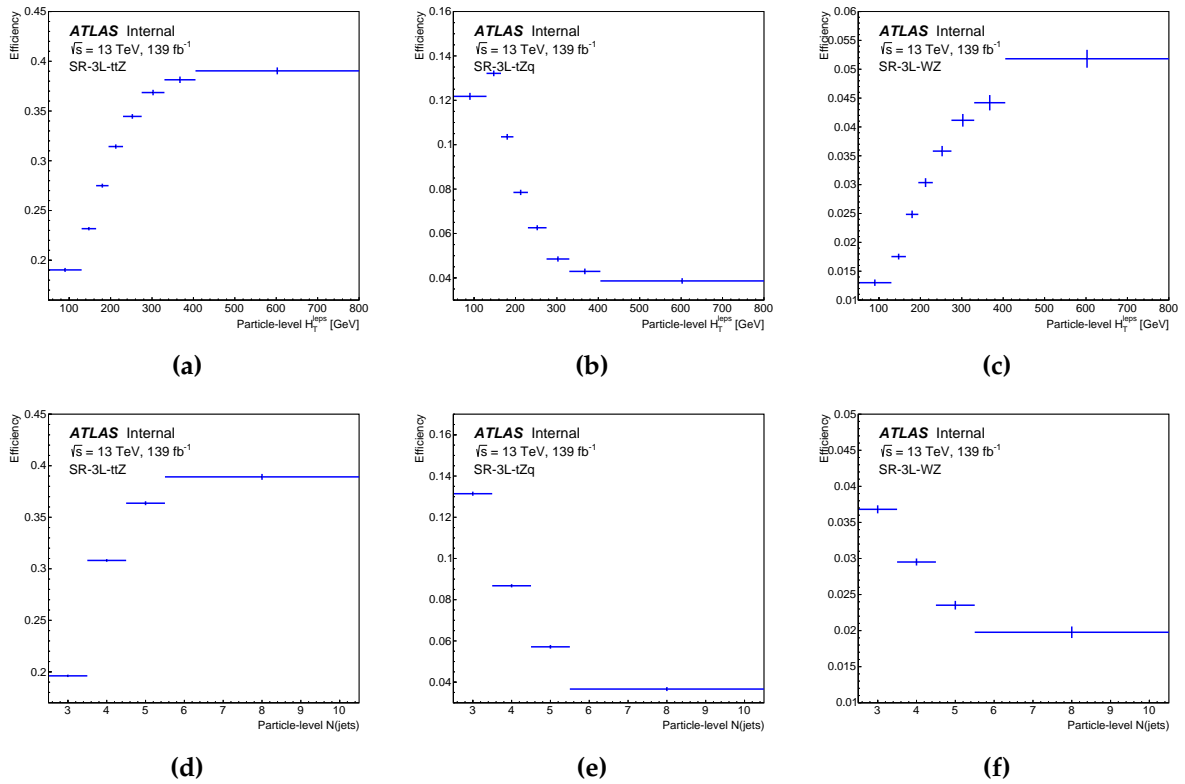 Efficiency
0.45
0.4
0.35
0.3
0.25
0.2
ATLAS Internal
√s = 13 TeV, 139 fb⁻¹
SR-3L-ttZ
100 200 300 400 500 600 700 800
Particle-level H_T^leps [GeV]
(a)
Efficiency
0.16
0.14
0.12
0.1
0.08
0.06
0.04
ATLAS Internal
√s = 13 TeV, 139 fb⁻¹
SR-3L-tZq
100 200 300 400 500 600 700 800
Particle-level H_T^leps [GeV]
(b)
Efficiency
0.06
0.055
0.05
0.045
0.04
0.035
0.03
0.025
0.02
0.015
0.01
ATLAS Internal
√s = 13 TeV, 139 fb⁻¹
SR-3L-WZ
100 200 300 400 500 600 700 800
Particle-level H_T^leps [GeV]
(c)
Efficiency
0.45
0.4
0.35
0.3
0.25
0.2
ATLAS Internal
√s = 13 TeV, 139 fb⁻¹
SR-3L-ttZ
3 4 5 6 7 8 9 10
Particle-level N(jets)
(d)
Efficiency
0.16
0.14
0.12
0.1
0.08
0.06
0.04
ATLAS Internal
√s = 13 TeV, 139 fb⁻¹
SR-3L-tZq
3 4 5 6 7 8 9 10
Particle-level N(jets)
(e)
Efficiency
0.05
0.045
0.04
0.035
0.03
0.025
0.02
0.015
0.01
ATLAS Internal
√s = 13 TeV, 139 fb⁻¹
SR-3L-WZ
3 4 5 6 7 8 9 10
Particle-level N(jets)
(f)